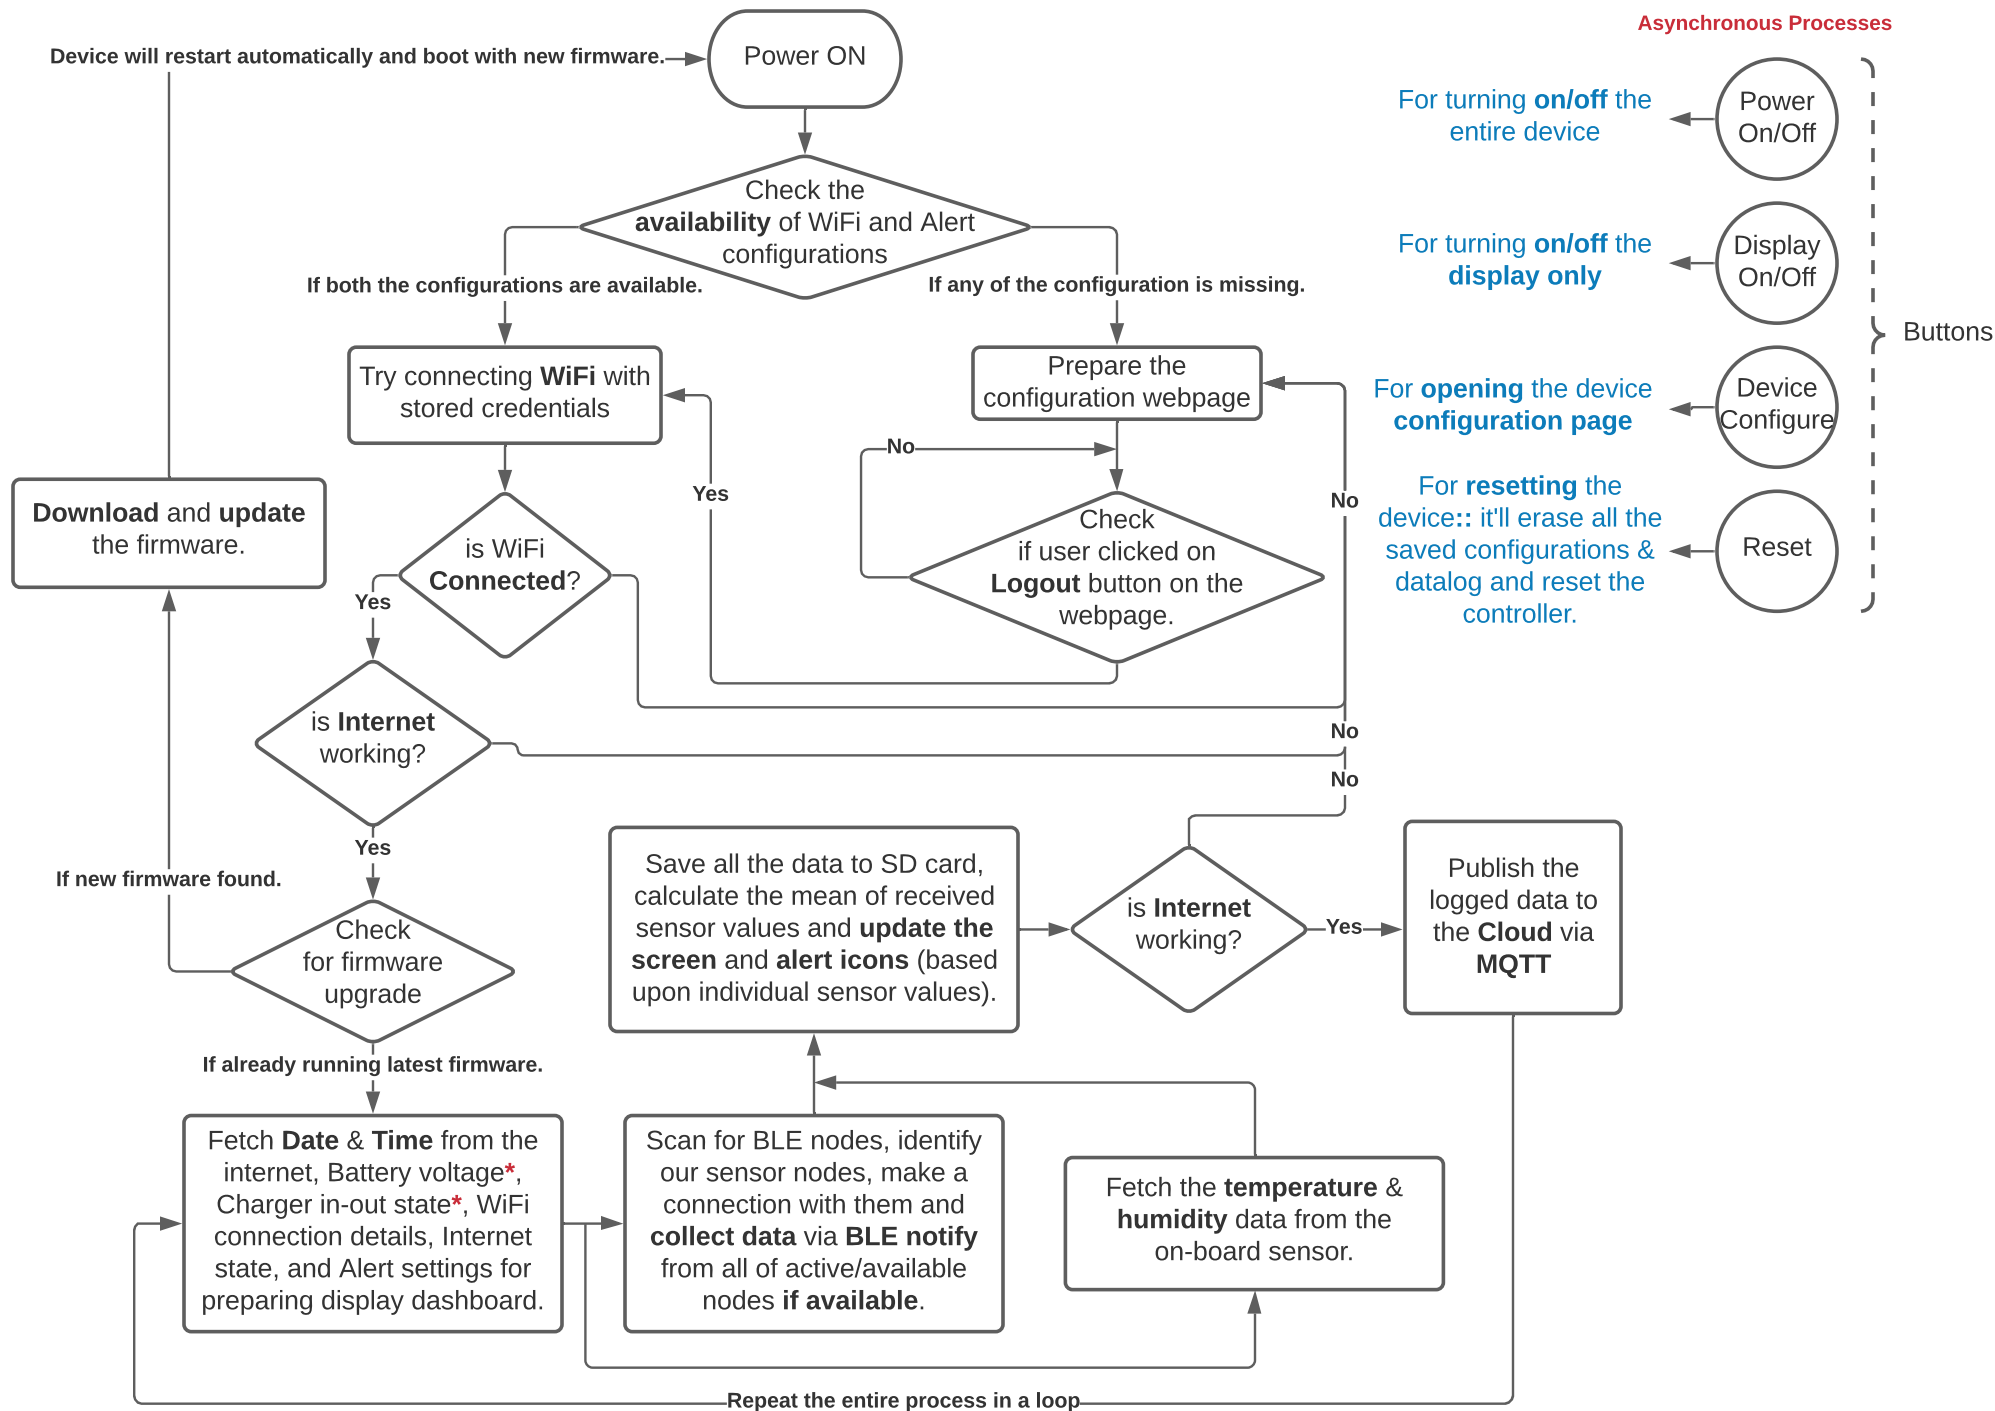 Asynchronous Processes
Device will restart automatically and boot with new firmware.
Power ON
For turning on/off the
entire device
Power
On/Off
Check the
availability of WiFi and Alert
configurations
For turning on/off the
display only
Display
On/Off
If both the configurations are available.
If any of the configuration is missing.
Buttons
Try connecting WiFi with
stored credentials
Prepare the
configuration webpage
For opening the device
configuration page
Device
Configure
No
Yes
No
Download and update
the firmware.
is WiFi
Connected?
Check
if user clicked on
Logout button on the
webpage.
For resetting the
device:: it'll erase all the
saved configurations &
datalog and reset the
controller.
Reset
Yes
is Internet
working?
No
No
Yes
If new firmware found.
Check
for firmware
upgrade
Save all the data to SD card,
calculate the mean of received
sensor values and update the
screen and alert icons (based
upon individual sensor values).
is Internet
working?
Yes
Publish the
logged data to
the Cloud via
MQTT
If already running latest firmware.
Fetch Date & Time from the
internet, Battery voltage*,
Charger in-out state*, WiFi
connection details, Internet
state, and Alert settings for
preparing display dashboard.
Scan for BLE nodes, identify
our sensor nodes, make a
connection with them and
collect data via BLE notify
from all of active/available
nodes if available.
Fetch the temperature &
humidity data from the
on-board sensor.
Repeat the entire process in a loop